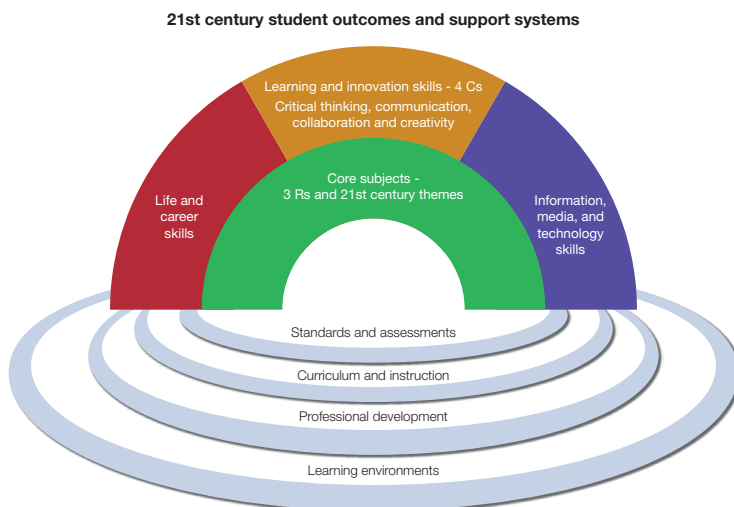 21st century student outcomes and support systems
Learning and innovation skills - 4 Cs
Critical thinking, communication,
collaboration and creativity
Core subjects -
3 Rs and 21st century themes
Life and
career
skills
Information,
media, and
technology
skills
Standards and assessments
Curriculum and instruction
Professional development
Learning environments